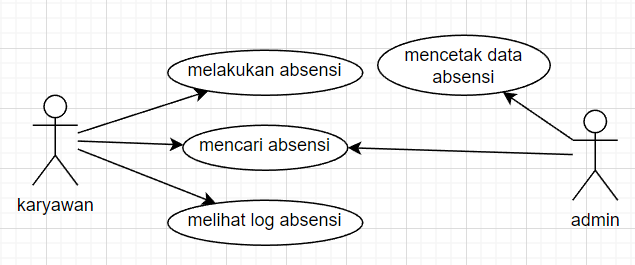 mencetak data
absensi
melakukan absensi
mencari absensi
melihat log absensi
karyawan
admin